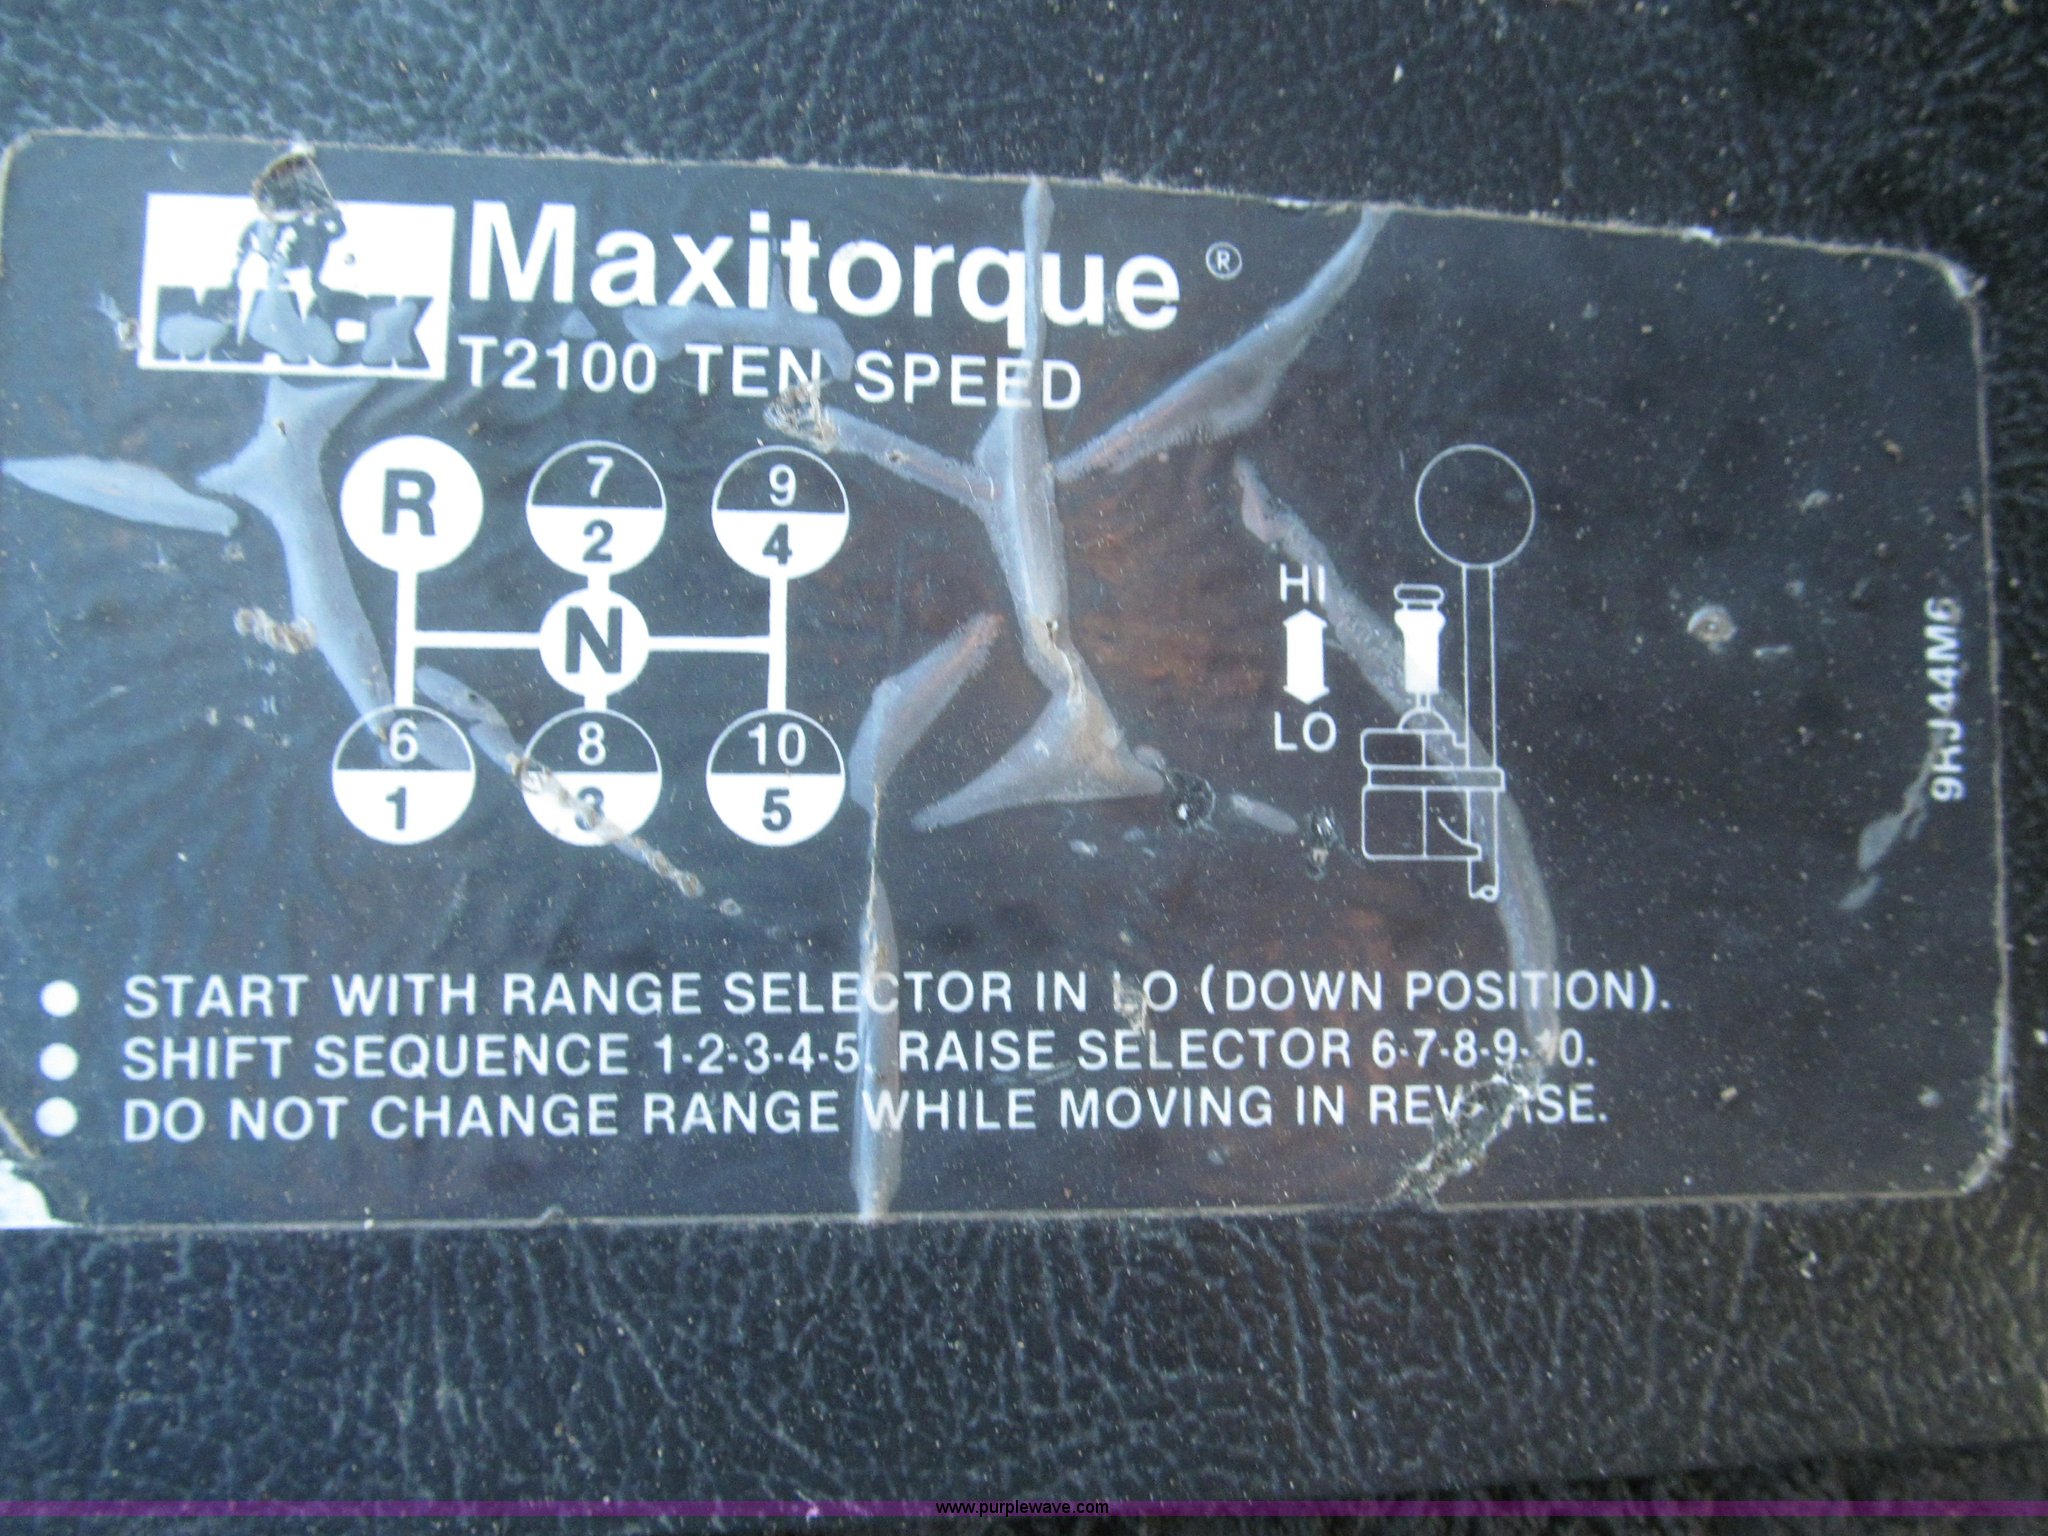 MACK
Maxitorque ®
T2100 TEN SPEED
R 7 9
2 4
N
6 8 10
1 3 5
HI
LO
9RJ44M6
START WITH RANGE SELECTOR IN LO (DOWN POSITION).
SHIFT SEQUENCE 1-2-3-4-5 RAISE SELECTOR 6-7-8-9-10.
DO NOT CHANGE RANGE WHILE MOVING IN REVERSE.
www.purplewave.com